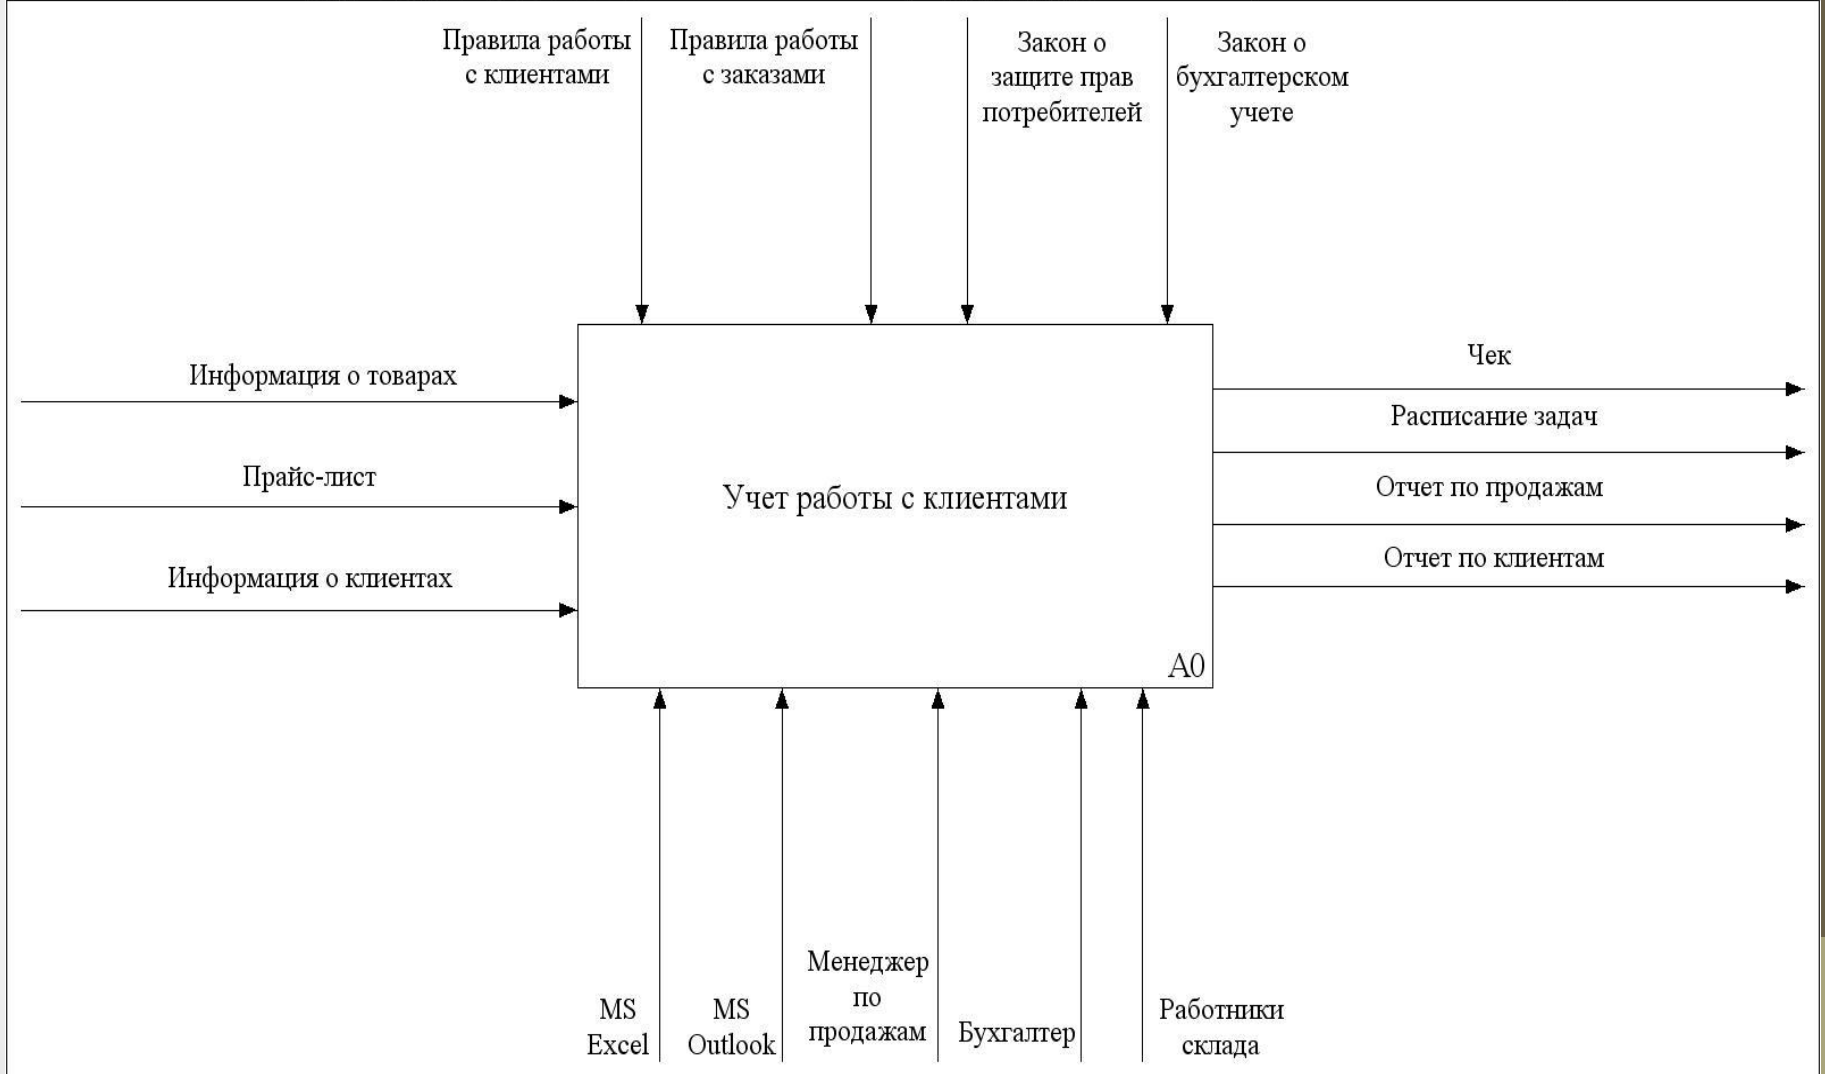 Правила работы
с клиентами
Правила работы
с заказами
Закон о
защите прав
потребителей
Закон о
бухгалтерском
учете
Информация о товарах
Прайс-лист
Информация о клиентах
Учет работы с клиентами
A0
Чек
Расписание задач
Отчет по продажам
Отчет по клиентам
MS
Excel
MS
Outlook
Менеджер
по
продажам
Бухгалтер
Работники
склада